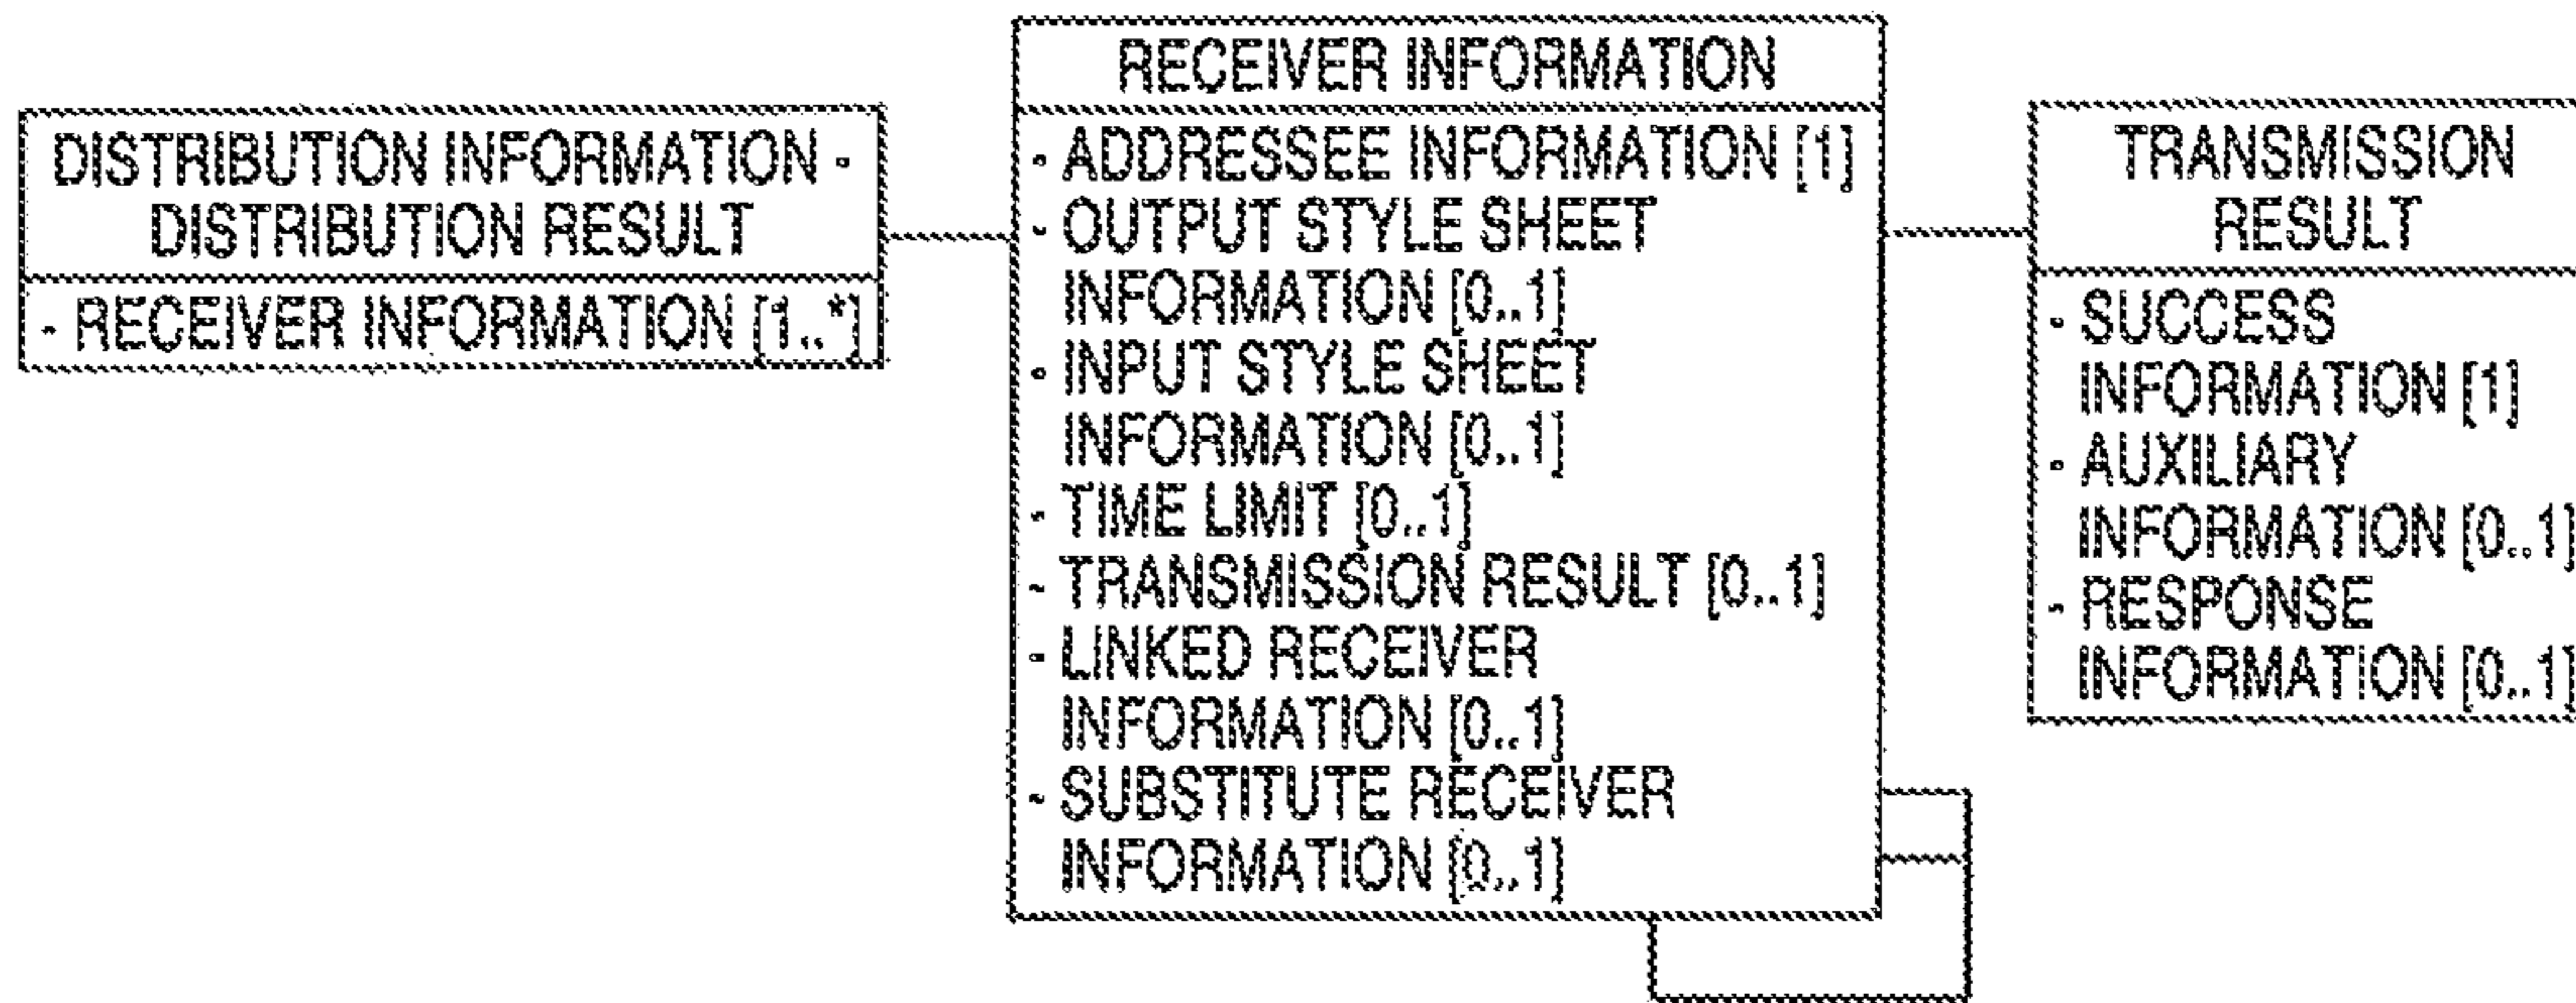 DISTRIBUTION INFORMATION -
DISTRIBUTION RESULT
- RECEIVER INFORMATION [1..*]
RECEIVER INFORMATION
- ADDRESSEE INFORMATION [1]
- OUTPUT STYLE SHEET
INFORMATION [0..1]
- INPUT STYLE SHEET
INFORMATION [0..1]
- TIME LIMIT [0..1]
- TRANSMISSION RESULT [0..1]
- LINKED RECEIVER
INFORMATION [0..1]
- SUBSTITUTE RECEIVER
INFORMATION [0..1]
TRANSMISSION
RESULT
- SUCCESS
INFORMATION [1]
- AUXILIARY
INFORMATION [0..1]
- RESPONSE
INFORMATION [0..1]